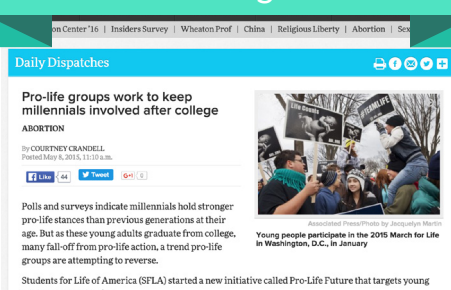 on Center '16 | Insiders Survey | Wheaton Prof | China | Religious Liberty | Abortion | Sex
Daily Dispatches
Pro-life groups work to keep
millennials involved after college
ABORTION
By COURTNEY CRANDELL
Posted May 8, 2015, 11:10 a.m.
Like 44 Tweet G+1 0
Life Counts
Associated Press/Photo by Jacquelyn Martin
Young people participate in the 2015 March for Life
in Washington, D.C., in January
Polls and surveys indicate millennials hold stronger
pro-life stances than previous generations at their
age. But as these young adults graduate from college,
many fall-off from pro-life action, a trend pro-life
groups are attempting to reverse.
Students for Life of America (SFLA) started a new initiative called Pro-Life Future that targets young